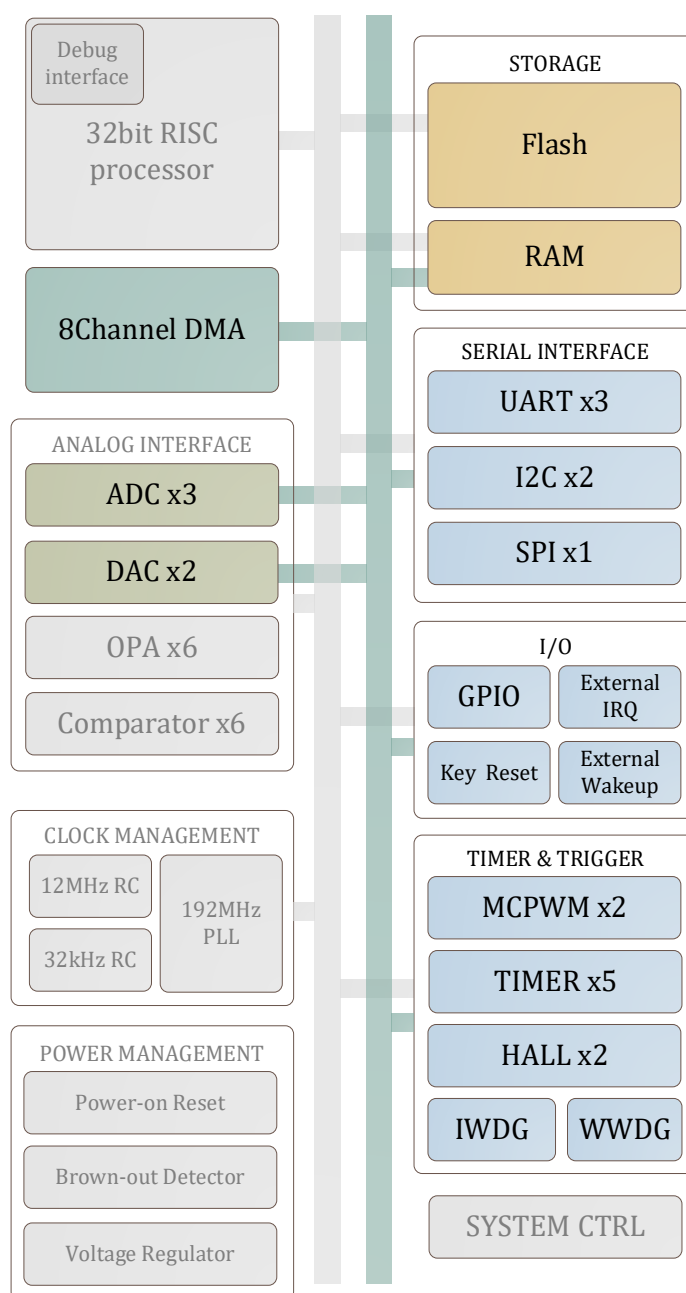 Debug
interface
32bit RISC
processor
8Channel DMA
ANALOG INTERFACE
ADC x3
DAC x2
OPA x6
Comparator x6
CLOCK MANAGEMENT
12MHz RC
32kHz RC
192MHz
PLL
POWER MANAGEMENT
Power-on Reset
Brown-out Detector
Voltage Regulator
STORAGE
Flash
RAM
SERIAL INTERFACE
UART x3
I2C x2
SPI x1
I/O
GPIO
External
IRQ
Key Reset
External
Wakeup
TIMER & TRIGGER
MCPWM x2
TIMER x5
HALL x2
IWDG
WWDG
SYSTEM CTRL